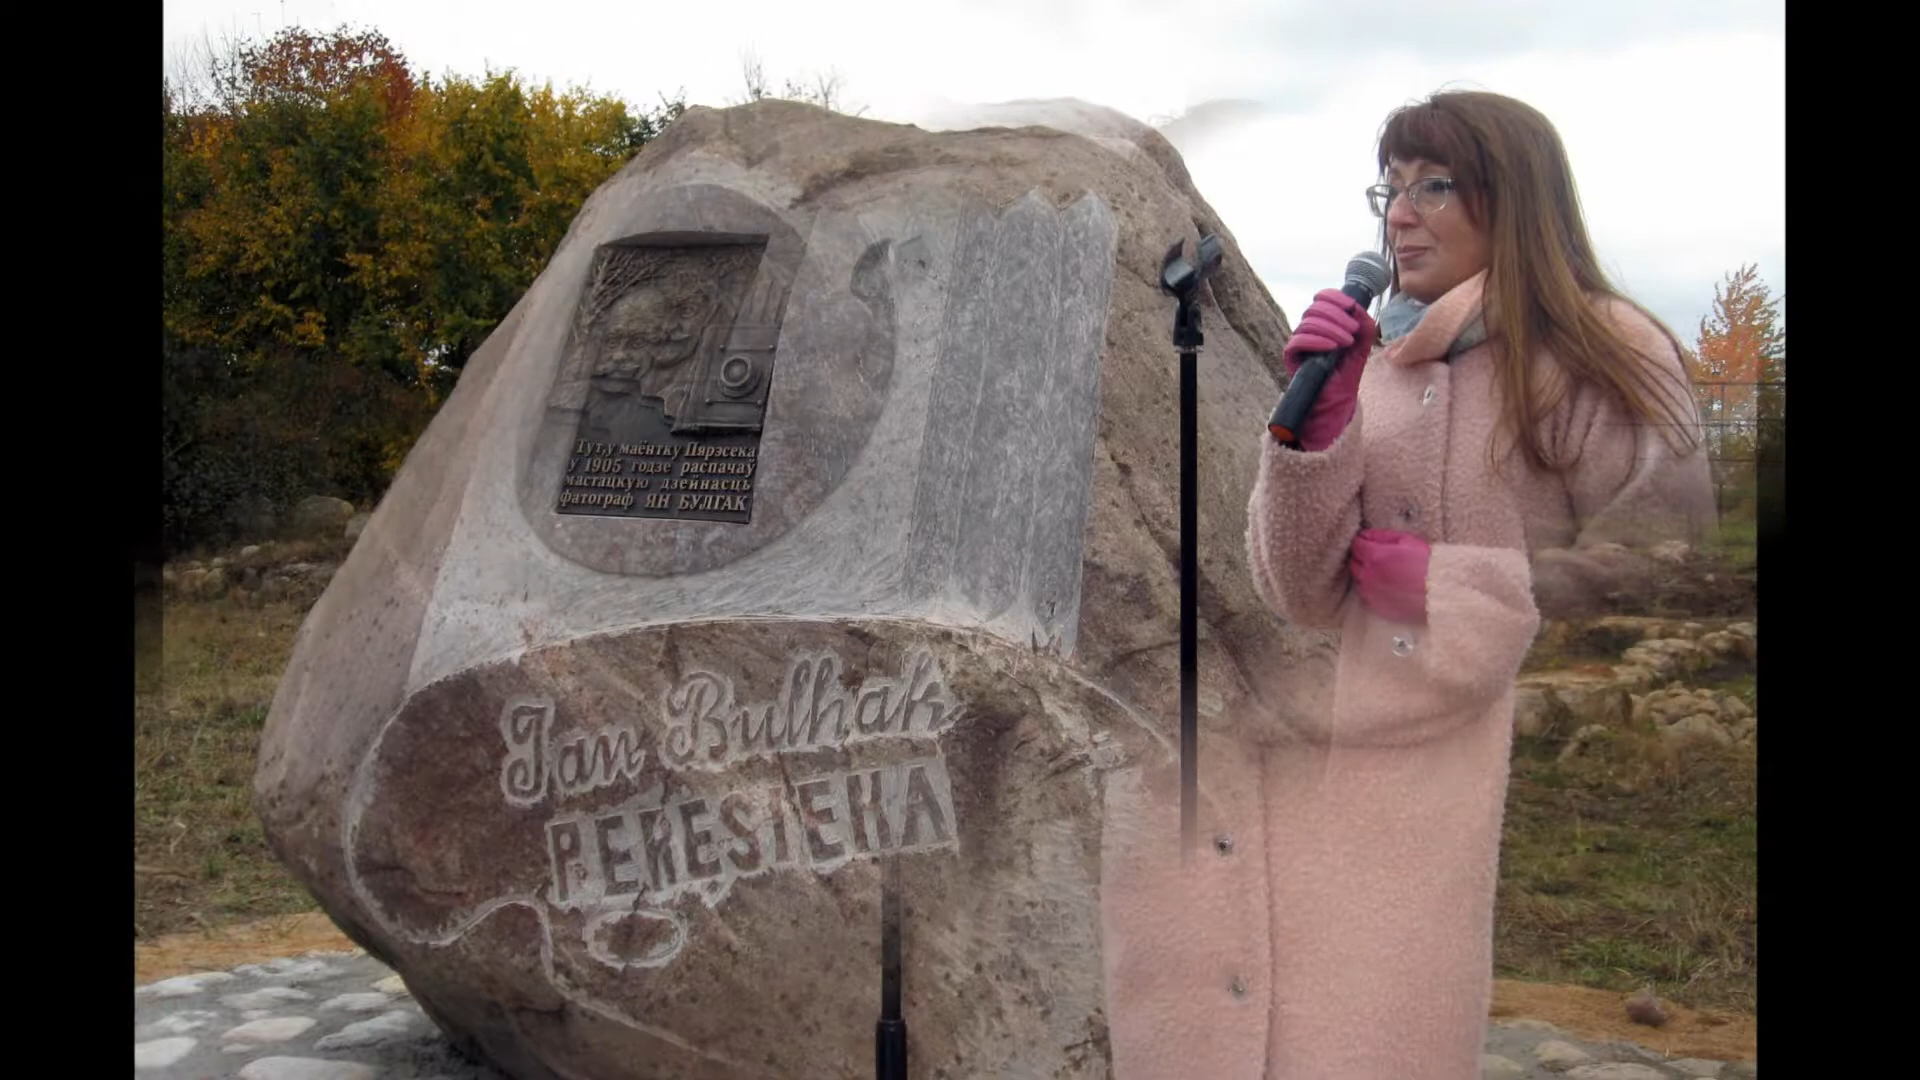 Тут, у маёнтку Пярэсека
у 1905 годзе распачаў
мастацкую дзейнасць
фатограф ЯН БУЛГАК
Jan Bulhak
PERESIEKA